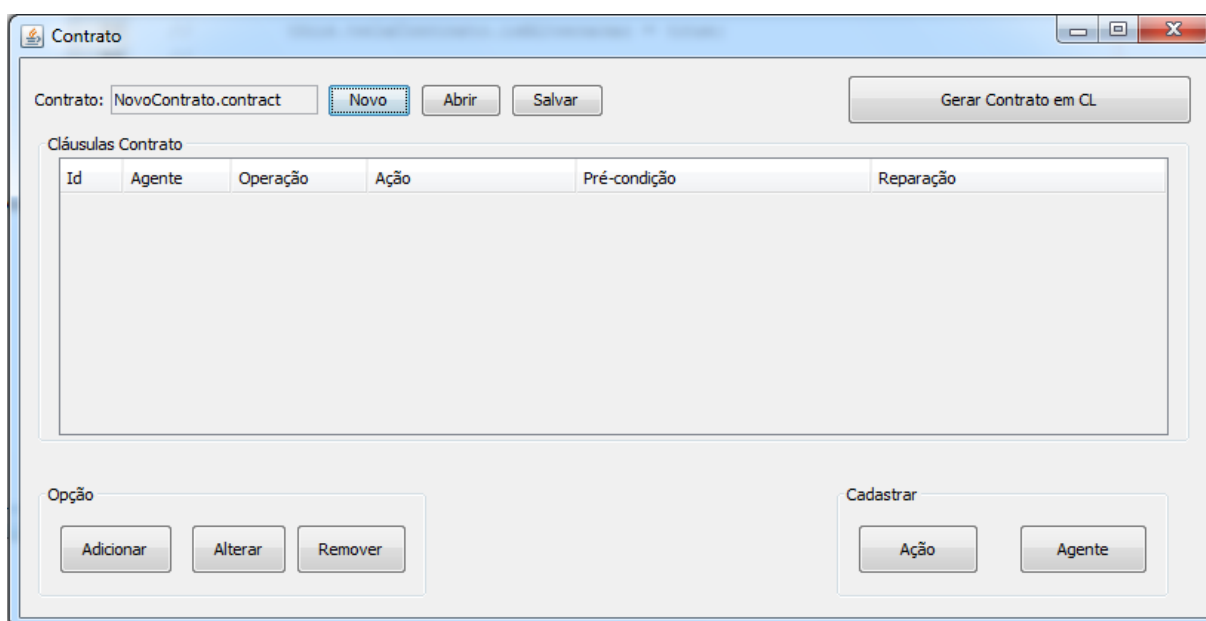 Contrato
Contrato: NovoContrato.contract Novo Abrir Salvar Gerar Contrato em CL
Cláusulas Contrato
Id Agente Operação Ação Pré-condição Reparação
Opção Cadastrar
Adicionar Alterar Remover Ação Agente